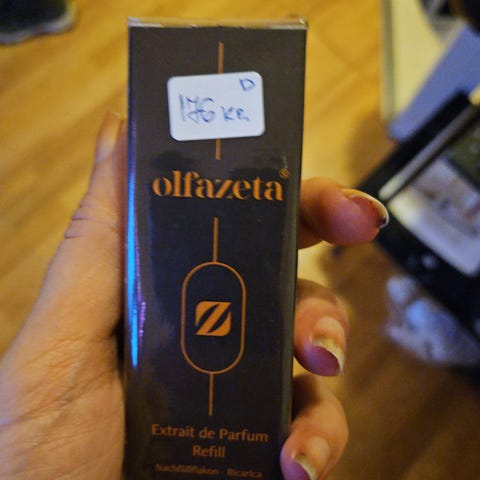 D
176 KR
olfazeta®
Z
Extrait de Parfum
Refill
Nachfüllflakon - Ricarica